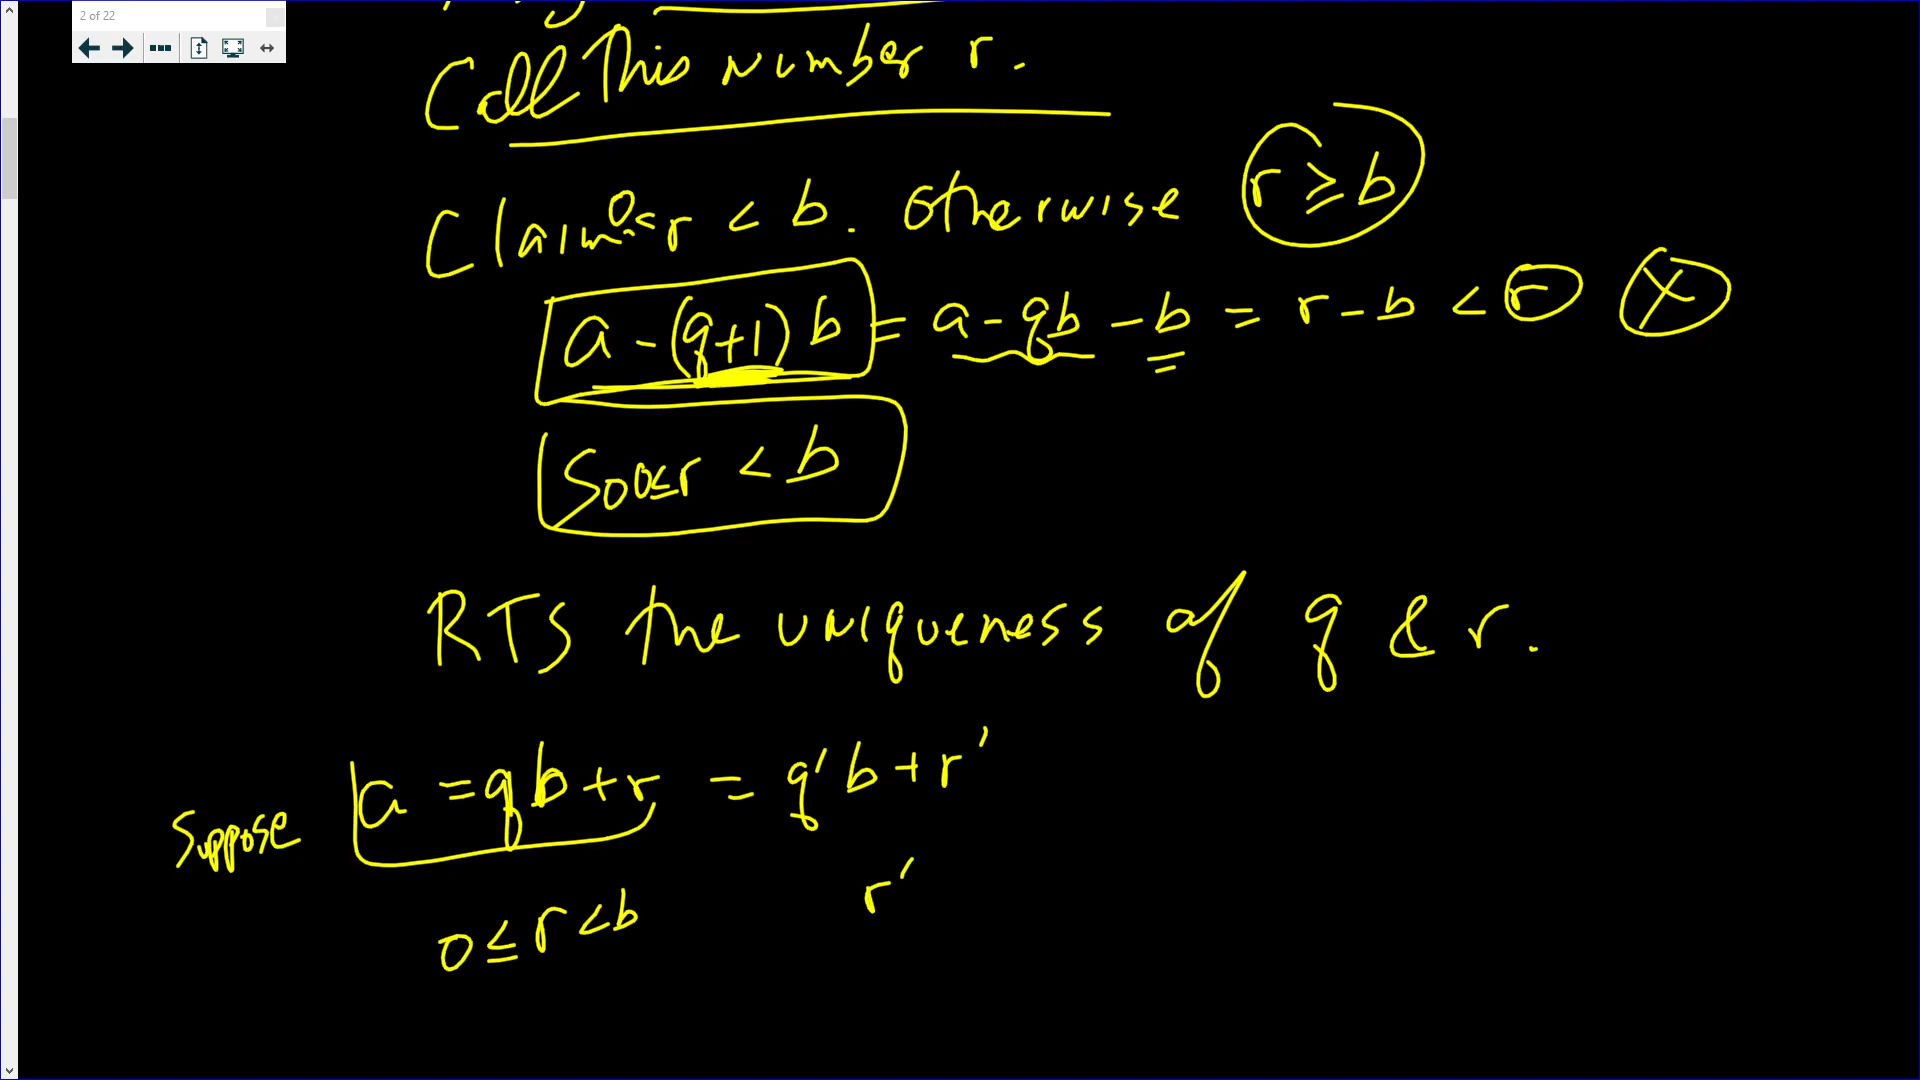 2 of 22
Call This number r.
Claim 0 ≤ r < b. Otherwise r ≥ b
a - (q+1) b = a - qb - b = r - b < r
So 0 ≤ r < b
RTS the uniqueness of q & r.
Suppose a = qb + r = q'b + r'
0 ≤ r < b r'